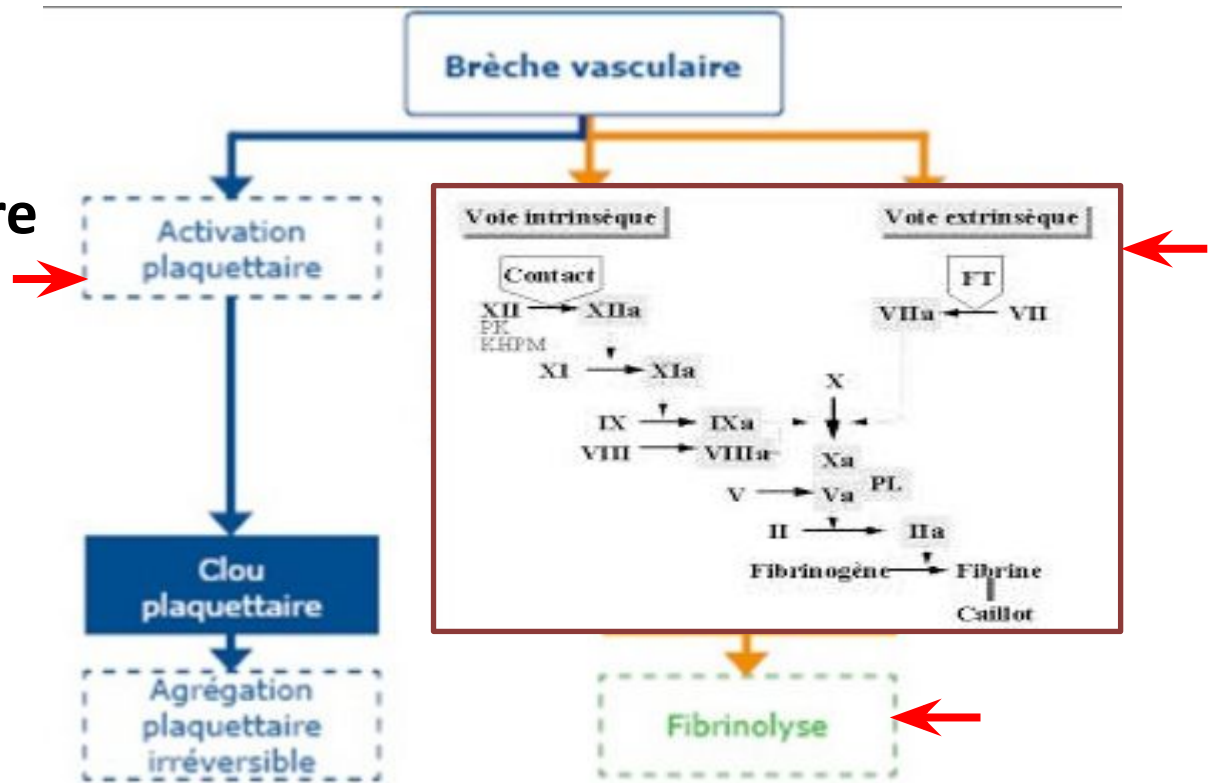 Brèche vasculaire
re
Activation
plaquettaire
Clou
plaquettaire
Agrégation
plaquettaire
irréversible
Voie intrinsèque
Voie extrinsèque
Contact
FT
XII XIIa
PK
KHPM
VIIa VII
XI XIa
X
IX IXa
VIII VIIIa
Xa
V Va PL
II IIa
Fibrinogène Fibrine
Caillot
Fibrinolyse